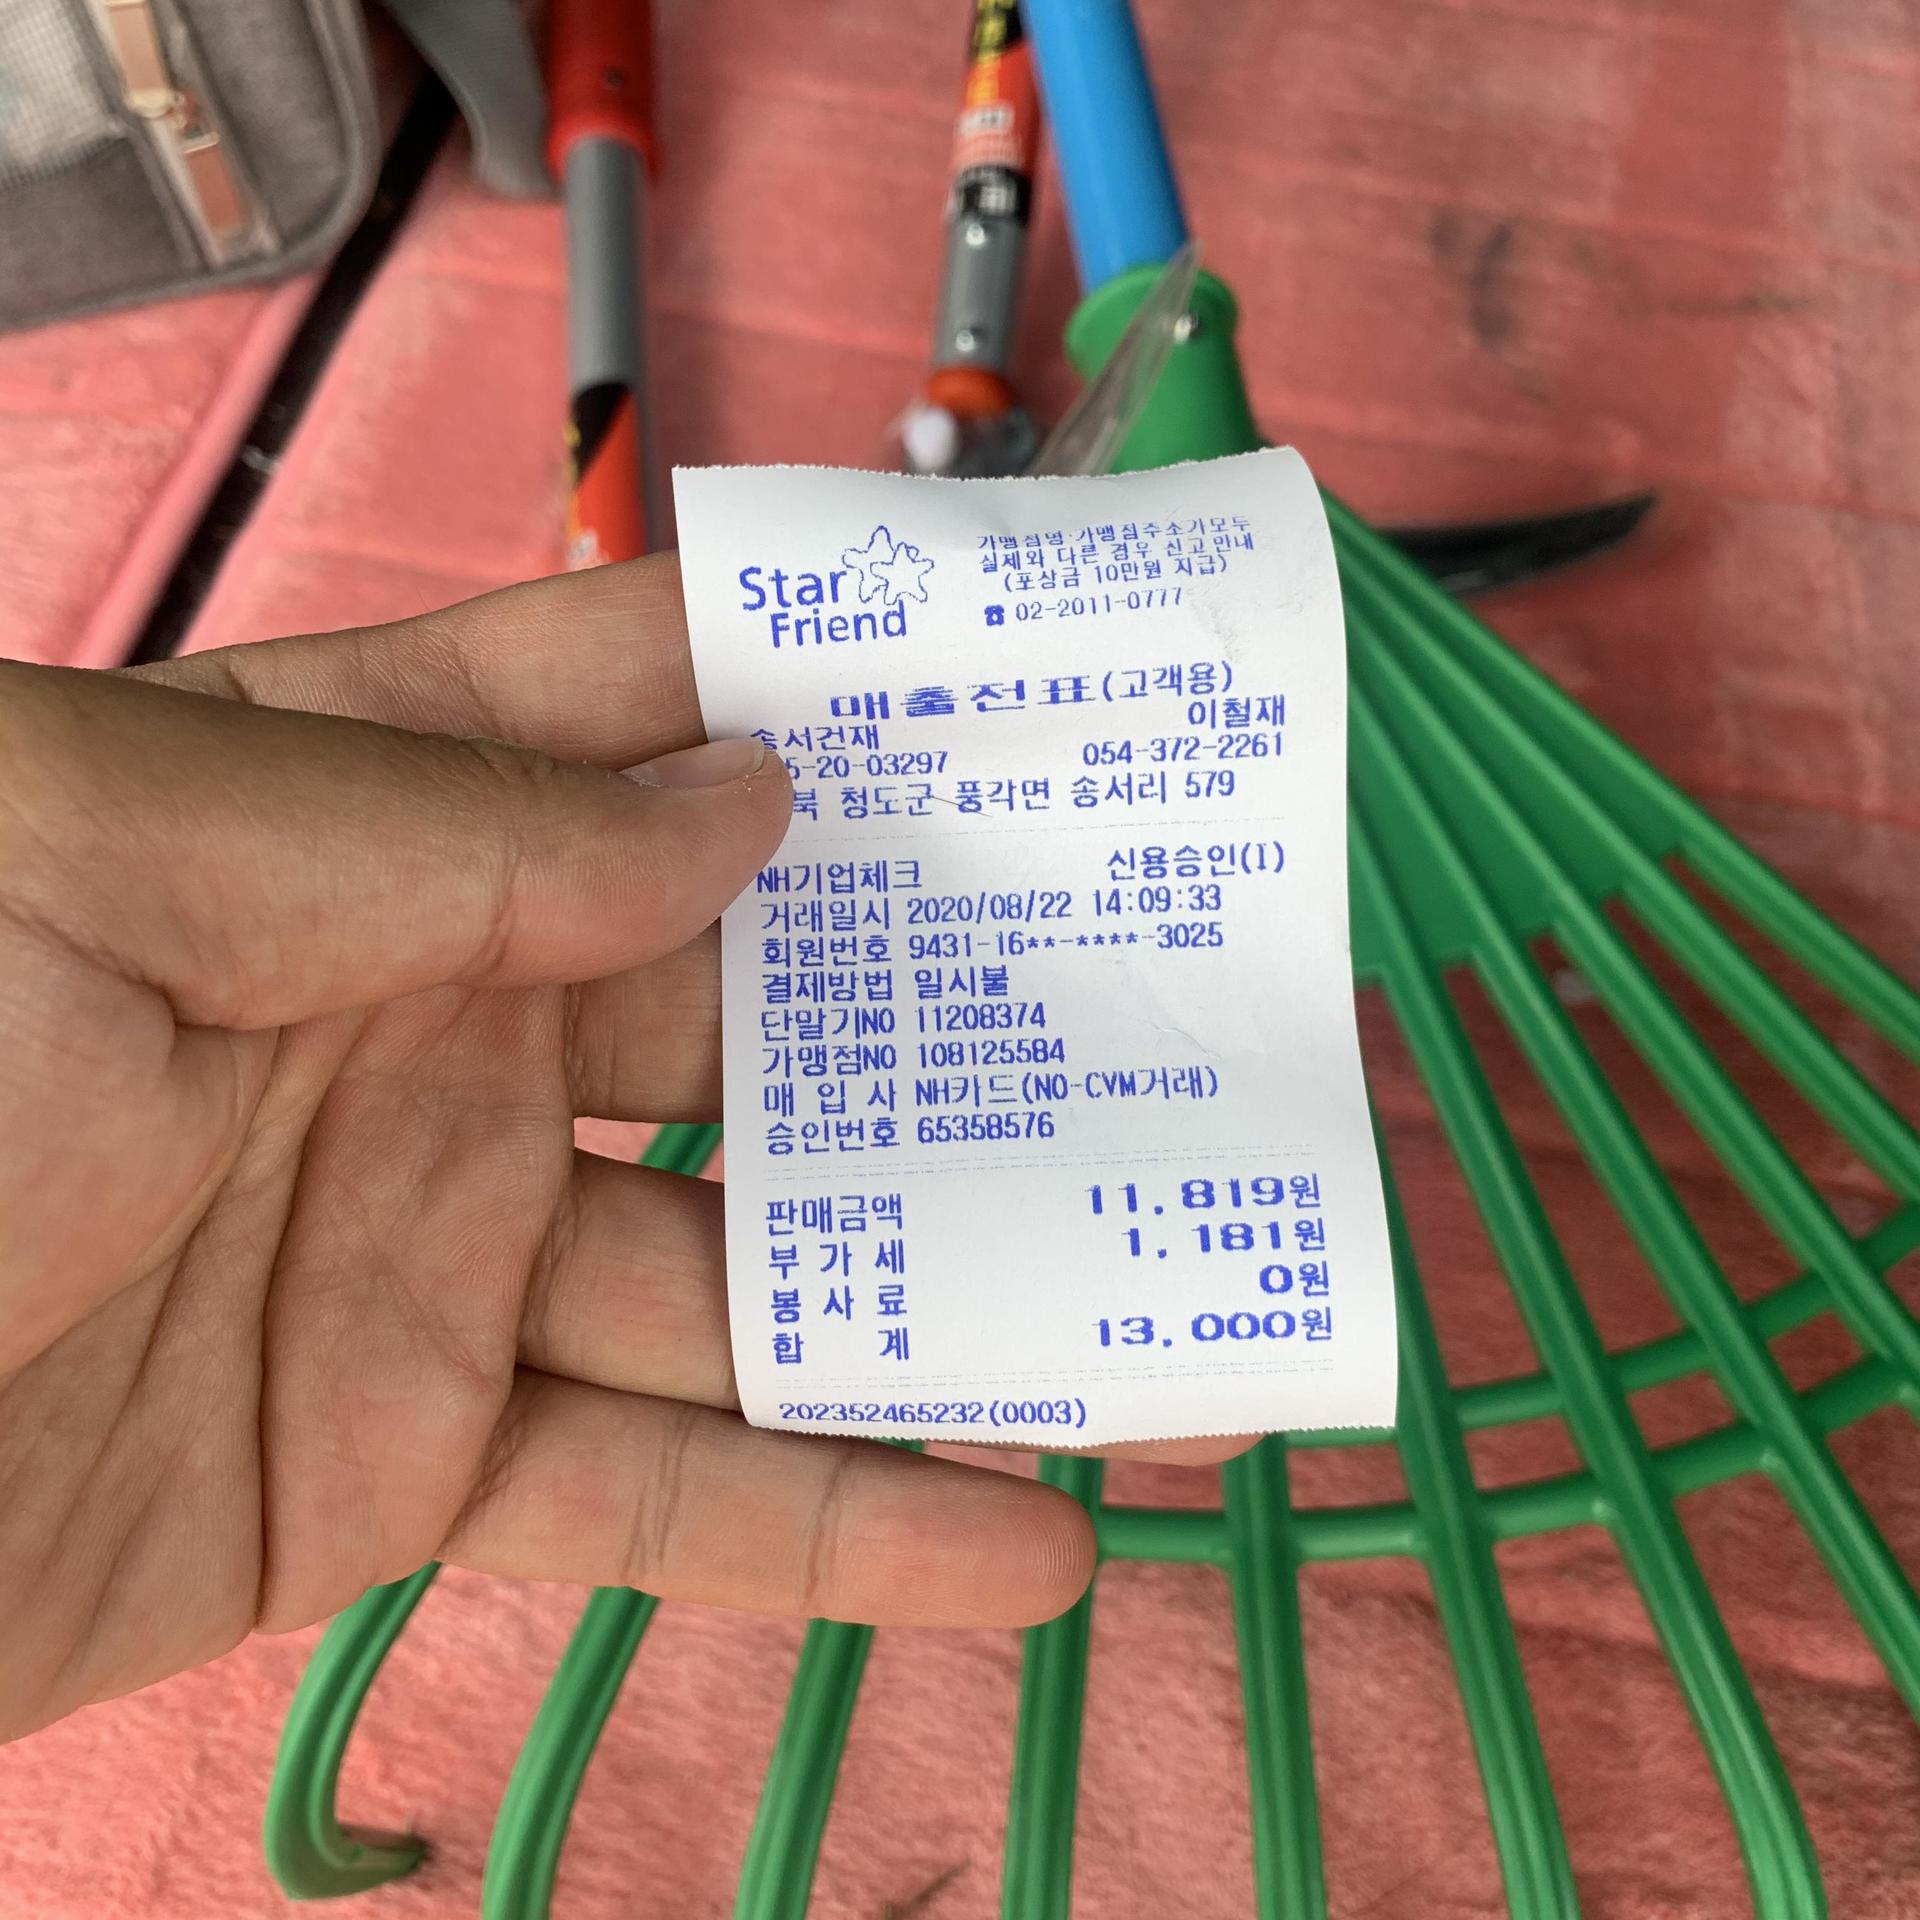 Star
Friend
가맹점명·가맹점주소가모두
실제와 다른 경우 신고안내
(포상금 10만원 지급)
☎ 02-2011-0777
매출전표(고객용)
송서건재 이철재
5-20-03297 054-372-2261
북 청도군 풍각면 송서리 579
NH기업체크 신용승인(I)
거래일시 2020/08/22 14:09:33
회원번호 9431-16**-****-3025
결제방법 일시불
단말기NO 11208374
가맹점NO 108125584
매 입 사 NH카드(NO-CVM거래)
승인번호 65358576
판매금액 11,819원
부 가 세 1,181원
봉 사 료 0원
합 계 13,000원
202352465232(0003)